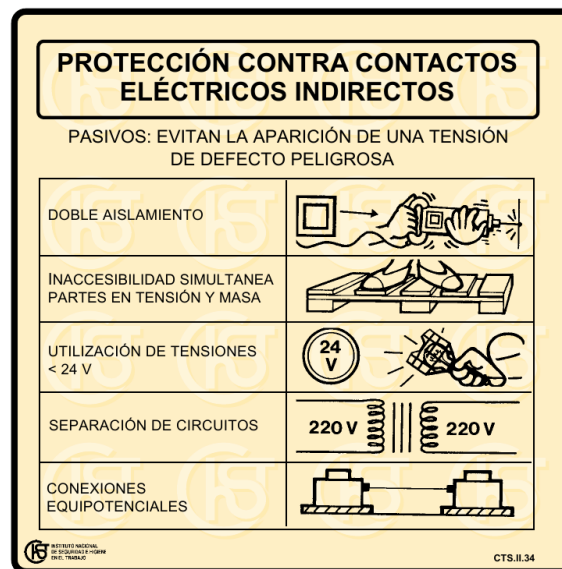 PROTECCIÓN CONTRA CONTACTOS
ELÉCTRICOS INDIRECTOS
PASIVOS: EVITAN LA APARICIÓN DE UNA TENSIÓN
DE DEFECTO PELIGROSA
DOBLE AISLAMIENTO
INACCESIBILIDAD SIMULTANEA
PARTES EN TENSIÓN Y MASA
UTILIZACIÓN DE TENSIONES
< 24 V
24
V
SEPARACIÓN DE CIRCUITOS
220 V
220 V
CONEXIONES
EQUIPOTENCIALES
INSTITUTO NACIONAL
DE SEGURIDAD E HIGIENE
EN EL TRABAJO
CTS.II.34